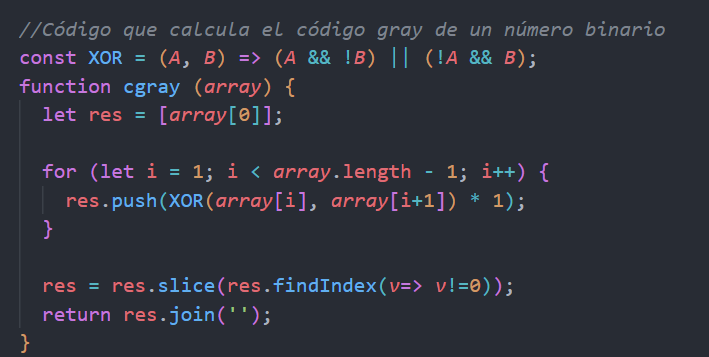 //Código que calcula el código gray de un número binario
const XOR = (A, B) => (A && !B) || (!A && B);
function cgray (array) {
  let res = [array[0]];

  for (let i = 1; i < array.length - 1; i++) {
    res.push(XOR(array[i], array[i+1]) * 1);
  }

  res = res.slice(res.findIndex(v=> v!=0));
  return res.join('');
}